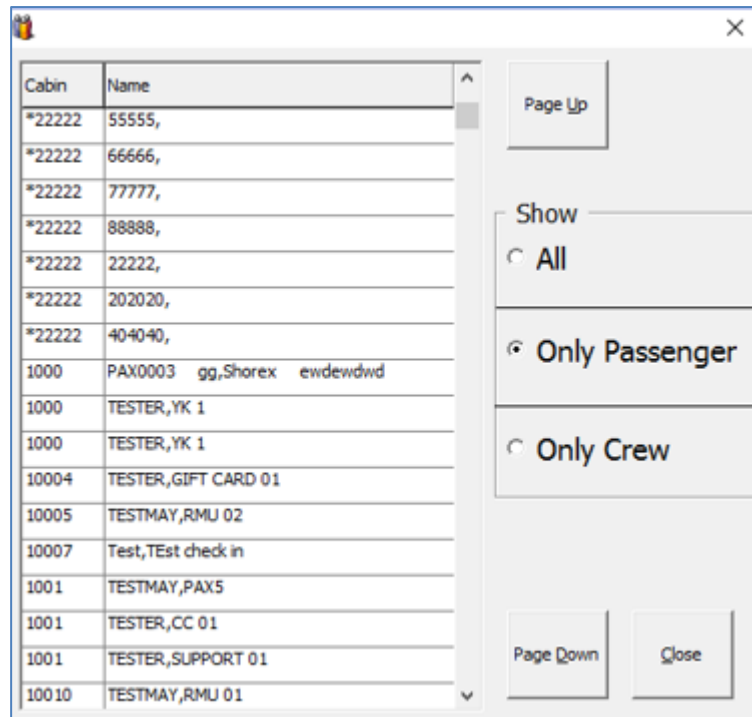 Cabin Name
*22222 55555,
*22222 66666,
*22222 77777,
*22222 88888,
*22222 22222,
*22222 202020,
*22222 404040,
1000 PAX0003 gg,Shorex ewdewdwd
1000 TESTER,YK 1
1000 TESTER,YK 1
10004 TESTER,GIFT CARD 01
10005 TESTMAY,RMU 02
10007 Test,TEst check in
1001 TESTMAY,PAX5
1001 TESTER,CC 01
1001 TESTER,SUPPORT 01
10010 TESTMAY,RMU 01
Page Up
Show
All
Only Passenger
Only Crew
Page Down
Close